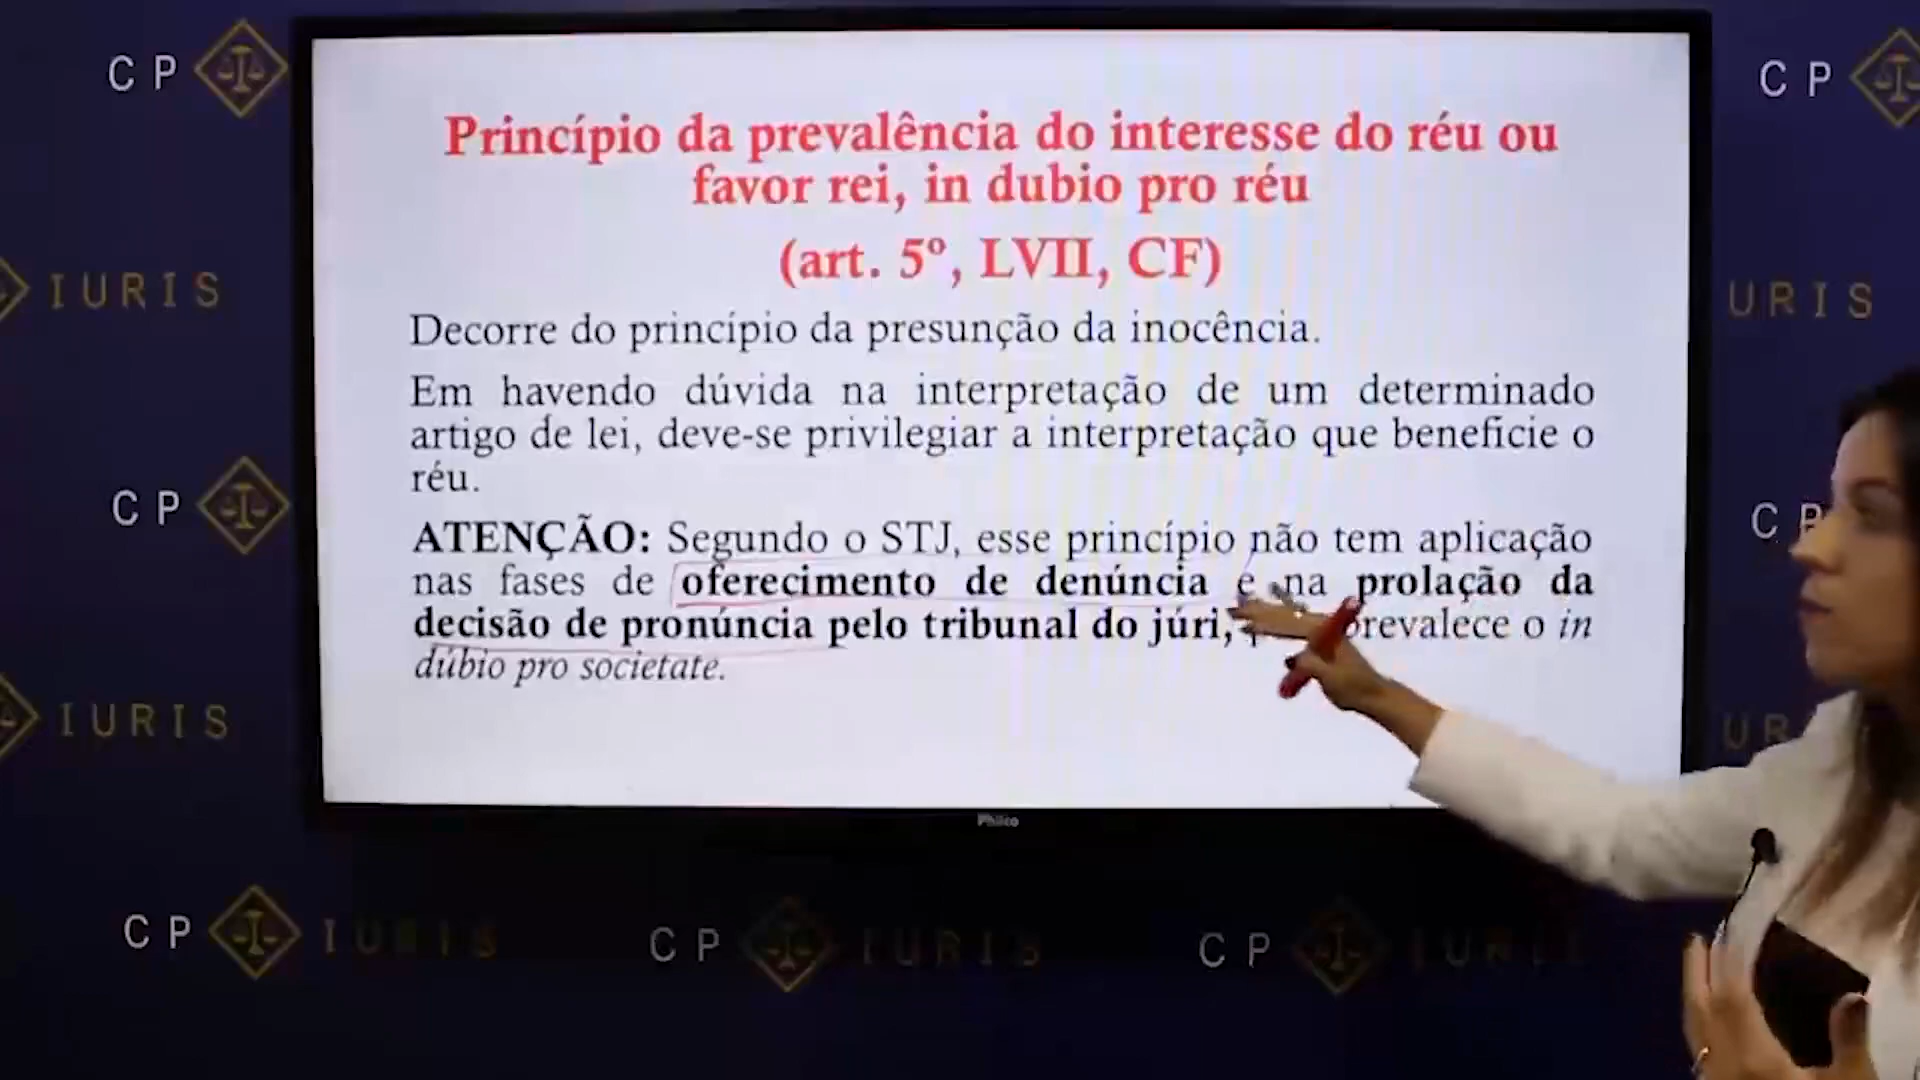 Princípio da prevalência do interesse do réu ou
favor rei, in dubio pro réu
(art. 5º, LVII, CF)
Decorre do princípio da presunção da inocência.
Em havendo dúvida na interpretação de um determinado
artigo de lei, deve-se privilegiar a interpretação que beneficie o
réu.
ATENÇÃO: Segundo o STJ, esse princípio não tem aplicação
nas fases de oferecimento de denúncia e na prolação da
decisão de pronúncia pelo tribunal do júri, prevalece o in
dúbio pro societate.
Philco
CP
CP
IURIS
URIS
CP
CP
IURIS
UR
CP IURIS
CP IURIS
CP IURIS